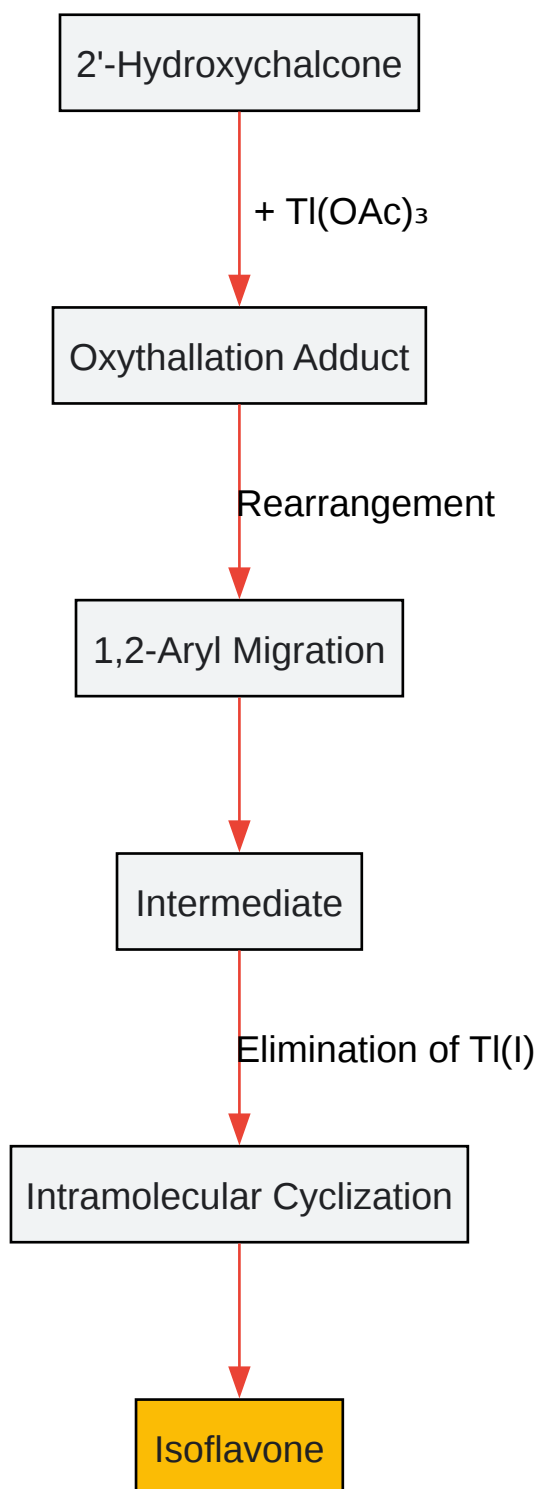 2'-Hydroxychalcone
+ Tl(OAc)₃
Oxythallation Adduct
Rearrangement
1,2-Aryl Migration
Intermediate
Elimination of Tl(I)
Intramolecular Cyclization
Isoflavone